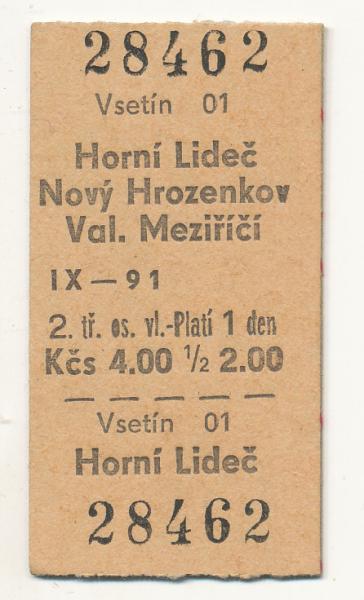 28462
Vsetín 01
Horní Lideč
Nový Hrozenkov
Val. Meziříčí
IX — 91
2. tř. os. vl.-Platí 1 den
Kčs 4.00 ½ 2.00
Vsetín 01
Horní Lideč
28462